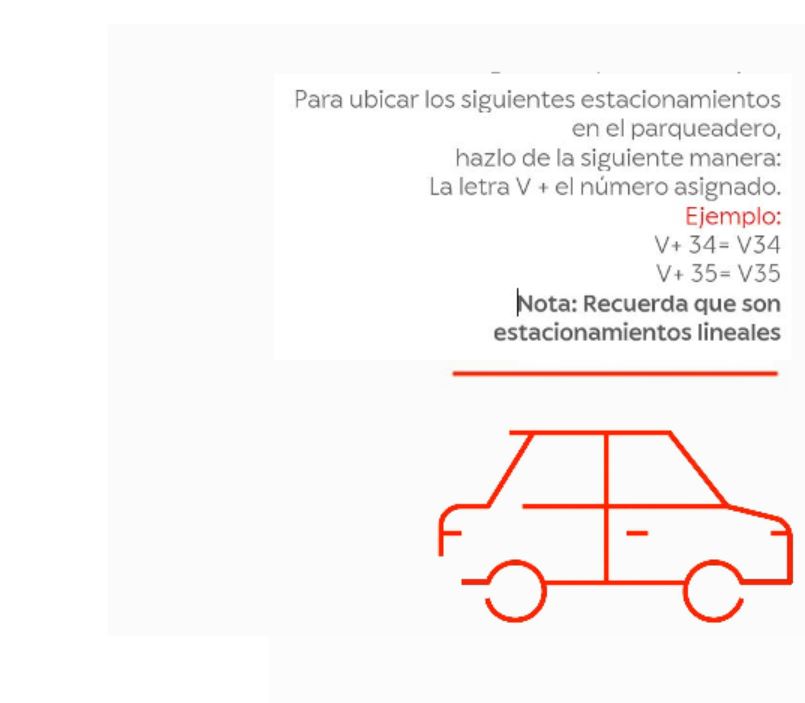 Para ubicar los siguientes estacionamientos
en el parqueadero,
hazlo de la siguiente manera:
La letra V + el número asignado.
Ejemplo:
V+ 34= V34
V+ 35= V35
Nota: Recuerda que son
estacionamientos lineales